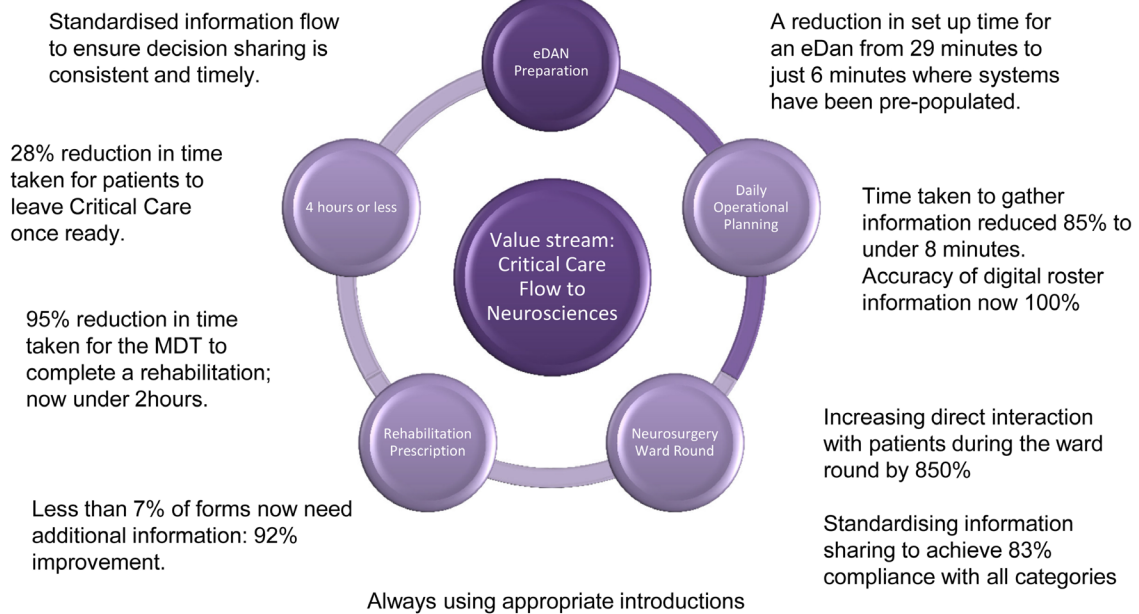 Standardised information flow
to ensure decision sharing is
consistent and timely.
eDAN
Preparation
A reduction in set up time for
an eDan from 29 minutes to
just 6 minutes where systems
have been pre-populated.
28% reduction in time
taken for patients to
leave Critical Care
once ready.
4 hours or less
Daily
Operational
Planning
Time taken to gather
information reduced 85% to
under 8 minutes.
Accuracy of digital roster
information now 100%
Value stream:
Critical Care
Flow to
Neurosciences
95% reduction in time
taken for the MDT to
complete a rehabilitation;
now under 2hours.
Rehabilitation
Prescription
Neurosurgery
Ward Round
Increasing direct interaction
with patients during the ward
round by 850%
Less than 7% of forms now need
additional information: 92%
improvement.
Standardising information
sharing to achieve 83%
compliance with all categories
Always using appropriate introductions